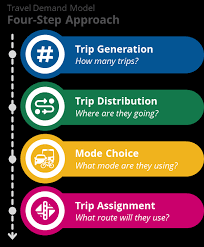 Travel Demand Model
Four-Step Approach
Trip Generation
How many trips?
Trip Distribution
Where are they going?
Mode Choice
What mode are they using?
Trip Assignment
What route will they use?